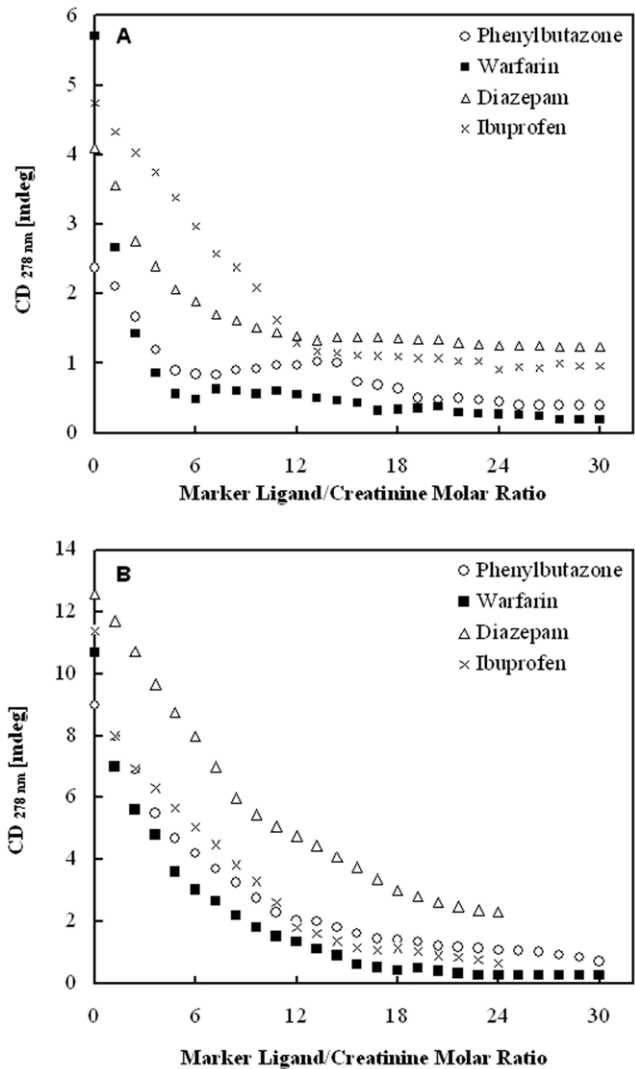 A
Phenylbutazone
Warfarin
Diazepam
Ibuprofen
6
5
4
3
2
1
0
CD 278 nm [mdeg]
0 6 12 18 24 30
Marker Ligand/Creatinine Molar Ratio
B
Phenylbutazone
Warfarin
Diazepam
Ibuprofen
14
12
10
8
6
4
2
0
CD 278 nm [mdeg]
0 6 12 18 24 30
Marker Ligand/Creatinine Molar Ratio